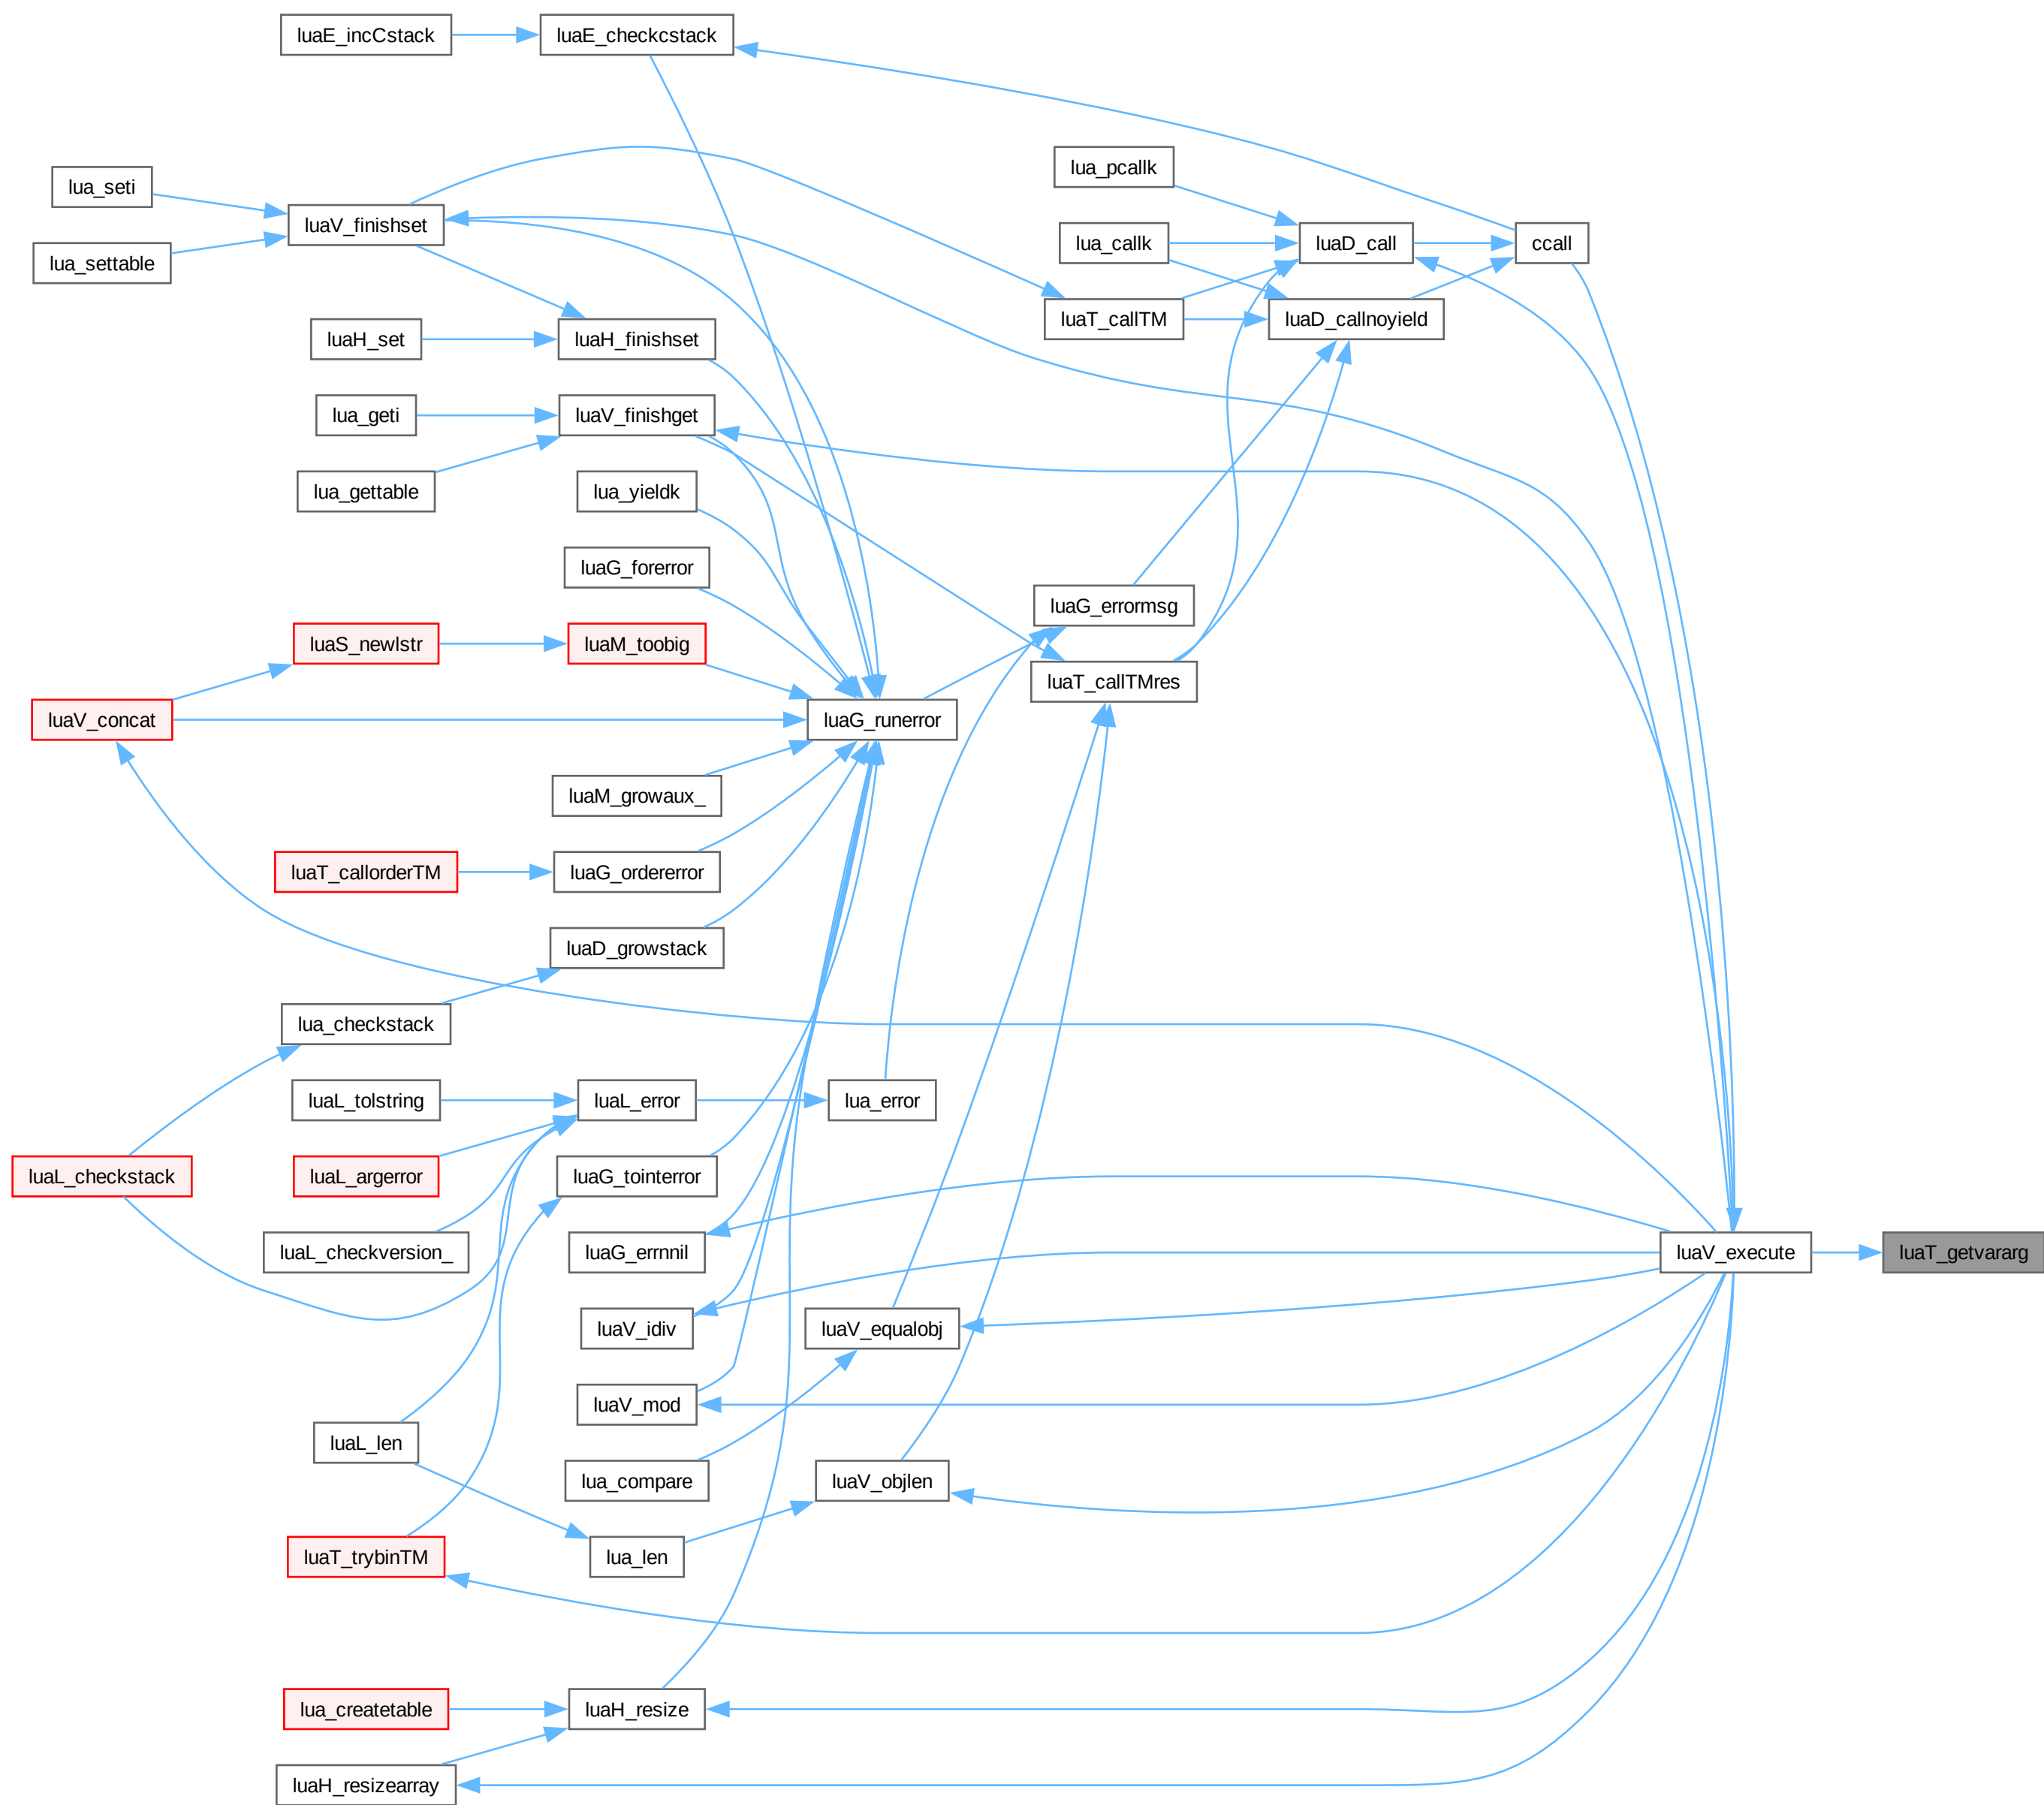 luaE_incCstack
luaE_checkcstack
lua_pcallk
lua_seti
luaV_finishset
lua_callk
luaD_call
ccall
lua_settable
luaT_callTM
luaD_callnoyield
luaH_set
luaH_finishset
lua_geti
luaV_finishget
lua_gettable
lua_yieldk
luaG_forerror
luaG_errormsg
luaS_newlstr
luaM_toobig
luaT_callTMres
luaV_concat
luaG_runerror
luaM_growaux_
luaT_callorderTM
luaG_ordererror
luaD_growstack
lua_checkstack
luaL_tolstring
luaL_error
lua_error
luaL_checkstack
luaL_argerror
luaG_tointerror
luaL_checkversion_
luaG_errnnil
luaV_execute
luaT_getvararg
luaV_idiv
luaV_equalobj
luaV_mod
luaL_len
lua_compare
luaV_objlen
luaT_trybinTM
lua_len
lua_createtable
luaH_resize
luaH_resizearray